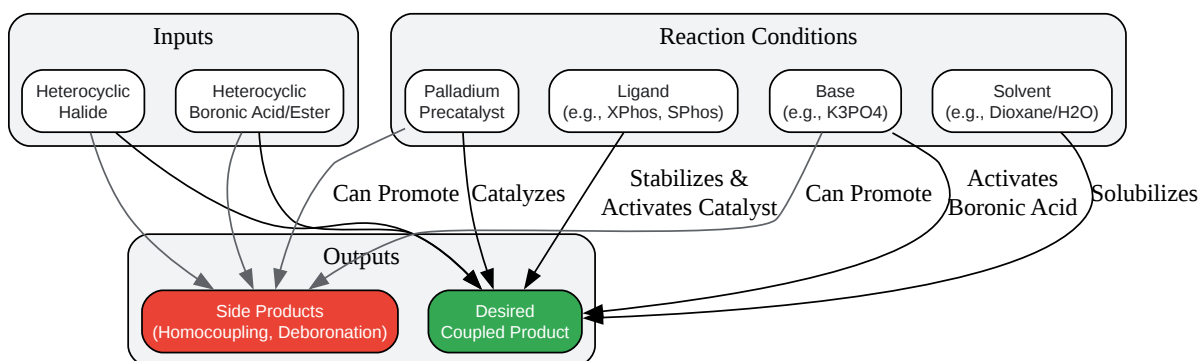 Inputs
Reaction Conditions
Heterocyclic
Halide
Heterocyclic
Boronic Acid/Ester
Palladium
Precatalyst
Ligand
(e.g., XPhos, SPhos)
Base
(e.g., K3PO4)
Solvent
(e.g., Dioxane/H2O)
Can Promote
Catalyzes
Stabilizes &
Activates Catalyst
Can Promote
Activates
Boronic Acid
Solubilizes
Outputs
Side Products
(Homocoupling, Deboronation)
Desired
Coupled Product